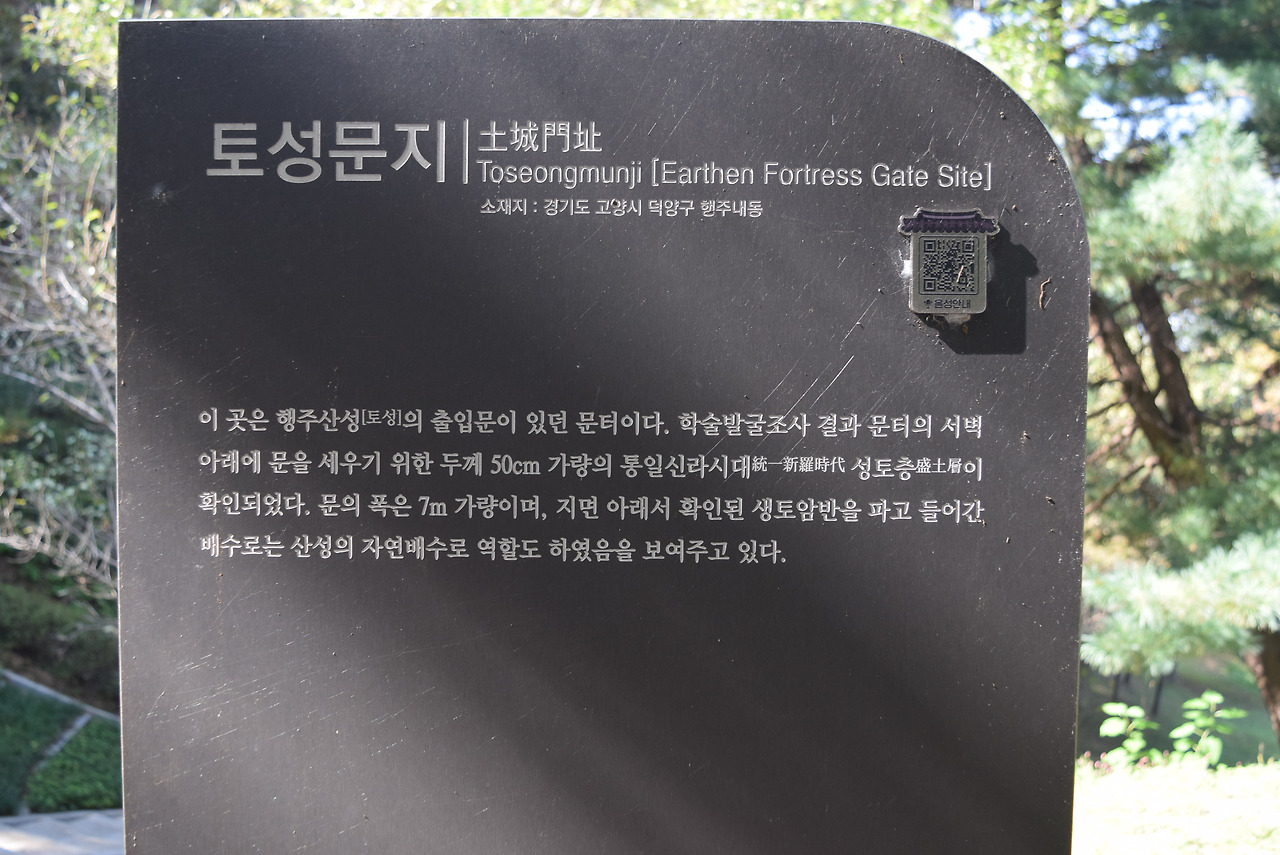 토성문지
土城門址
Toseongmunji [Earthen Fortress Gate Site]
소재지 : 경기도 고양시 덕양구 행주내동
음성안내
이 곳은 행주산성[토성]의 출입문이 있던 문터이다. 학술발굴조사 결과 문터의 서벽
아래에 문을 세우기 위한 두께 50cm 가량의 통일신라시대統一新羅時代 성토층盛土層이
확인되었다. 문의 폭은 7m 가량이며, 지면 아래서 확인된 생토암반을 파고 들어간
배수로는 산성의 자연배수로 역할도 하였음을 보여주고 있다.